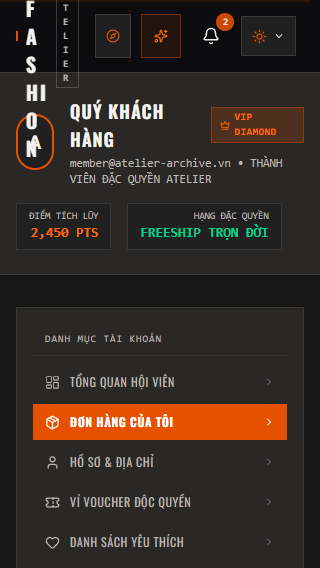 FASHION
ATELIER
2
QUÝ KHÁCH
HÀNG
VIP
DIAMOND
member@atelier-archive.vn • THÀNH
VIÊN ĐẶC QUYỀN ATELIER
ĐIỂM TÍCH LŨY
2,450 PTS
HẠNG ĐẶC QUYỀN
FREESHIP TRỌN ĐỜI
DANH MỤC TÀI KHOẢN
TỔNG QUAN HỘI VIÊN
ĐƠN HÀNG CỦA TÔI
HỒ SƠ & ĐỊA CHỈ
VÍ VOUCHER ĐỘC QUYỀN
DANH SÁCH YÊU THÍCH